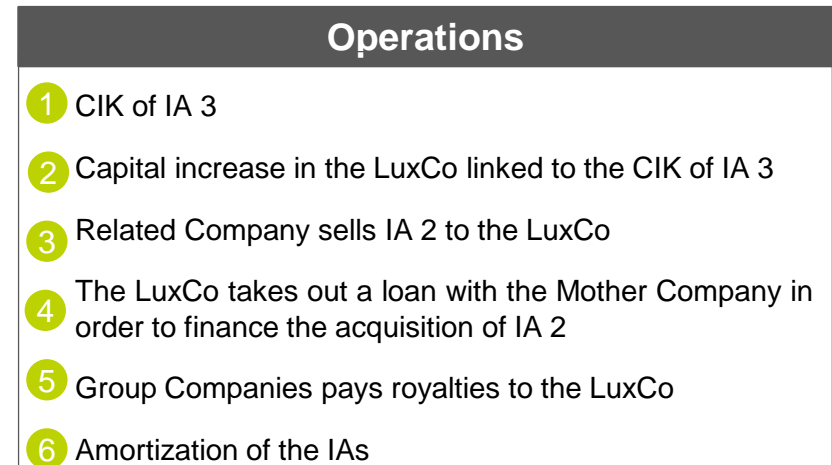 Operations
1 CIK of IA 3
2 Capital increase in the LuxCo linked to the CIK of IA 3
3 Related Company sells IA 2 to the LuxCo
4 The LuxCo takes out a loan with the Mother Company in
order to finance the acquisition of IA 2
5 Group Companies pays royalties to the LuxCo
6 Amortization of the IAs